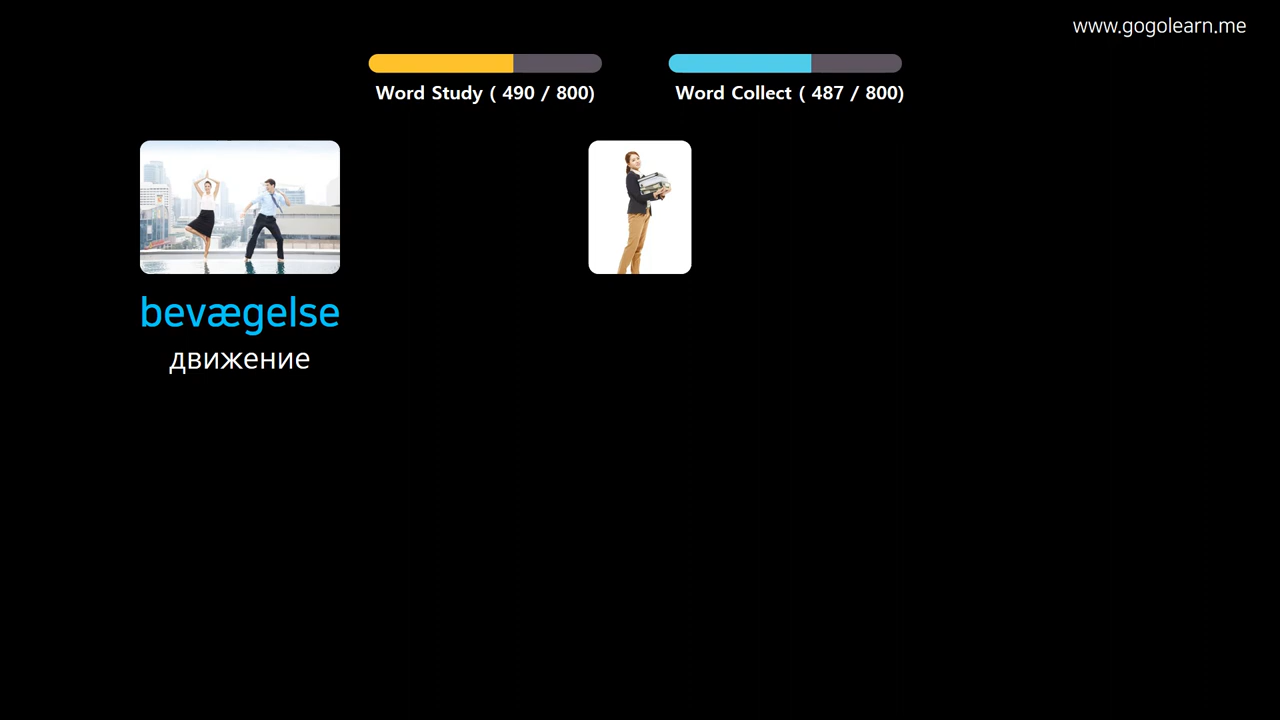 www.gogolearn.me
Word Study ( 490 / 800)
Word Collect ( 487 / 800)
bevægelse
движение